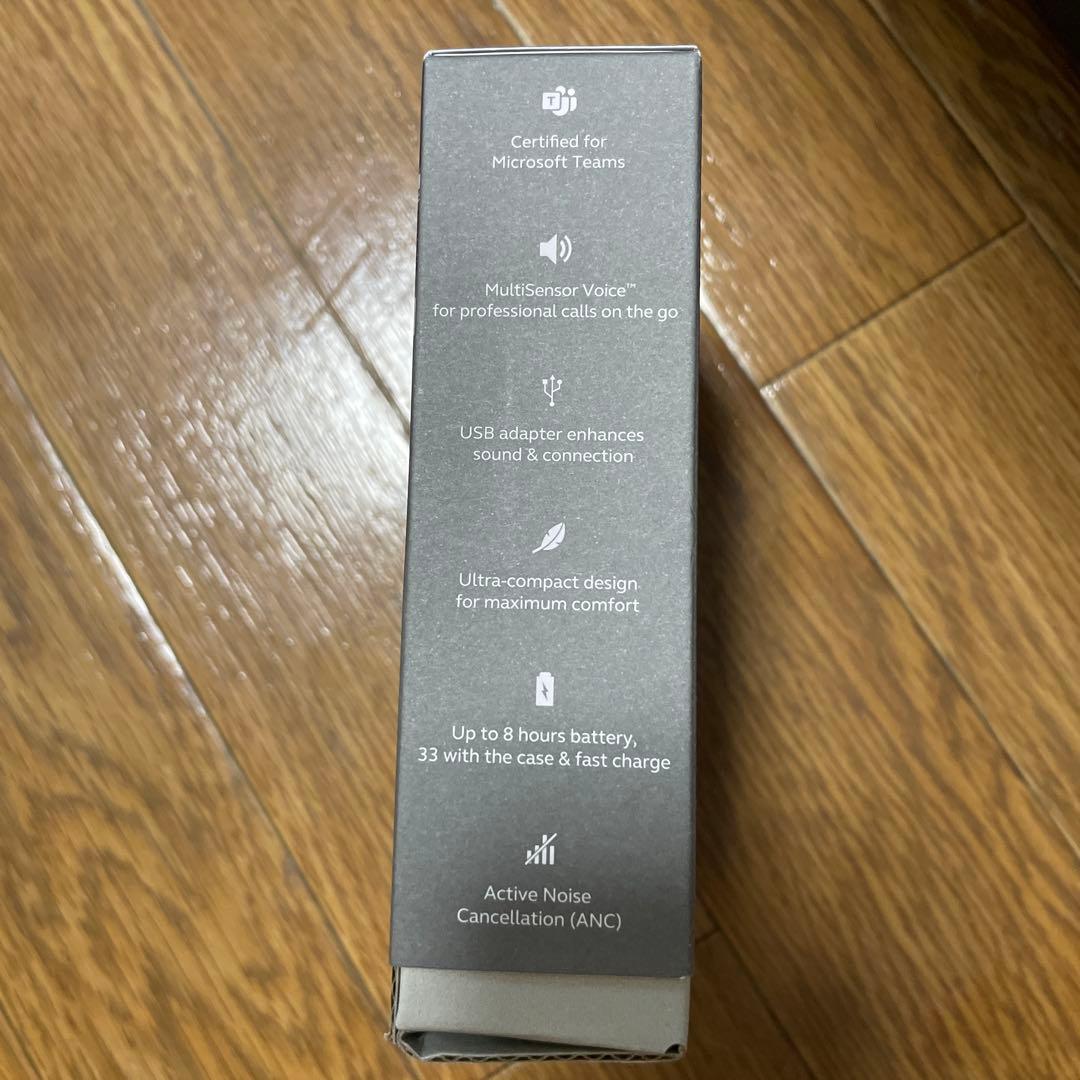 T
Certified for
Microsoft Teams
MultiSensor Voice™
for professional calls on the go
USB adapter enhances
sound & connection
Ultra-compact design
for maximum comfort
Up to 8 hours battery,
33 with the case & fast charge
Active Noise
Cancellation (ANC)